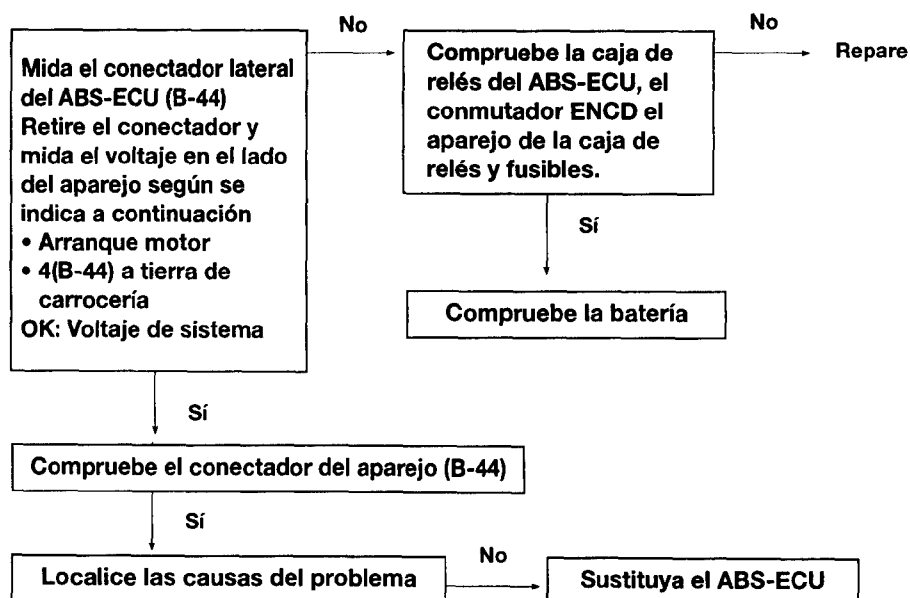 Mida el conectador lateral
del ABS-ECU (B-44)
Retire el conectador y
mida el voltaje en el lado
del aparejo según se
indica a continuación
• Arranque motor
• 4(B-44) a tierra de
carrocería
OK: Voltaje de sistema
No
Compruebe la caja de
relés del ABS-ECU, el
conmutador ENCD el
aparejo de la caja de
relés y fusibles.
No
Repare
Sí
Compruebe la batería
Sí
Compruebe el conectador del aparejo (B-44)
Sí
Localice las causas del problema
No
Sustituya el ABS-ECU